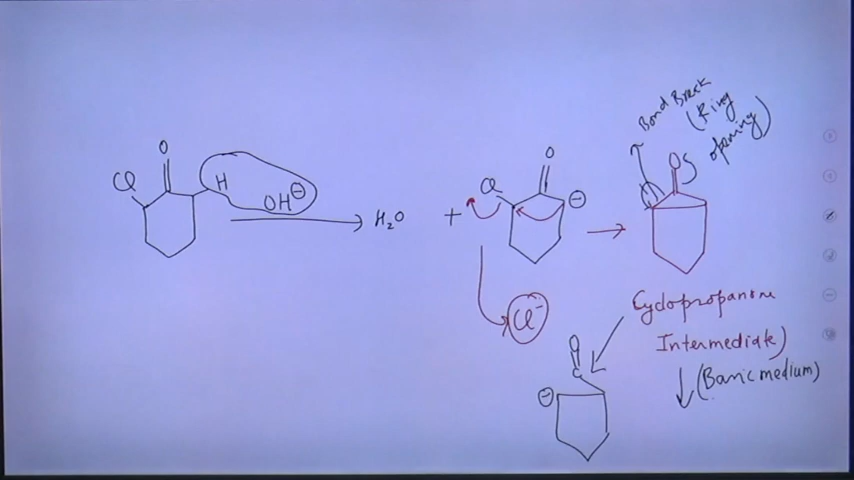 Bond Break
(Ring
opening)
O
Cl
H
OH⊖
H₂O
+
O
Cl
⊖
O
Cl⁻
Cyclopropanone
Intermediate)
(Basic medium)
O
C
⊖